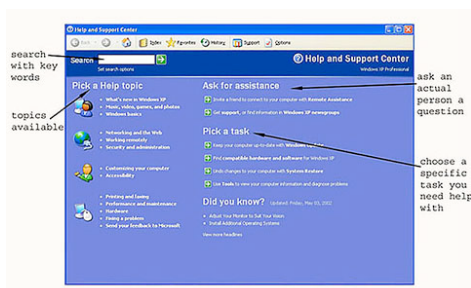 Help and Support Center
Back
Index
Favorites
History
Support
Options
Search
Set search options
Help and Support Center
Windows XP Professional
search
with key
words
Pick a Help topic
What's new in Windows XP
Music, video, games, and photos
Windows basics
Networking and the Web
Working remotely
Security and administration
Customizing your computer
Accessibility
Printing and faxing
Performance and maintenance
Hardware
Fixing a problem
Send your feedback to Microsoft
topics
available
Ask for assistance
Invite a friend to connect to your computer with Remote Assistance
Get support, or find information in Windows XP newsgroups
Pick a task
Keep your computer up-to-date with Windows Update
Find compatible hardware and software for Windows XP
Undo changes to your computer with System Restore
Use Tools to view your computer information and diagnose problems
Did you know? Updated: Friday, May 03, 2002
Adjust Your Monitor to Suit Your Vision
Install Additional Operating Systems
View more headlines
ask an
actual
person a
question
choose a
specific
task you
need help
with